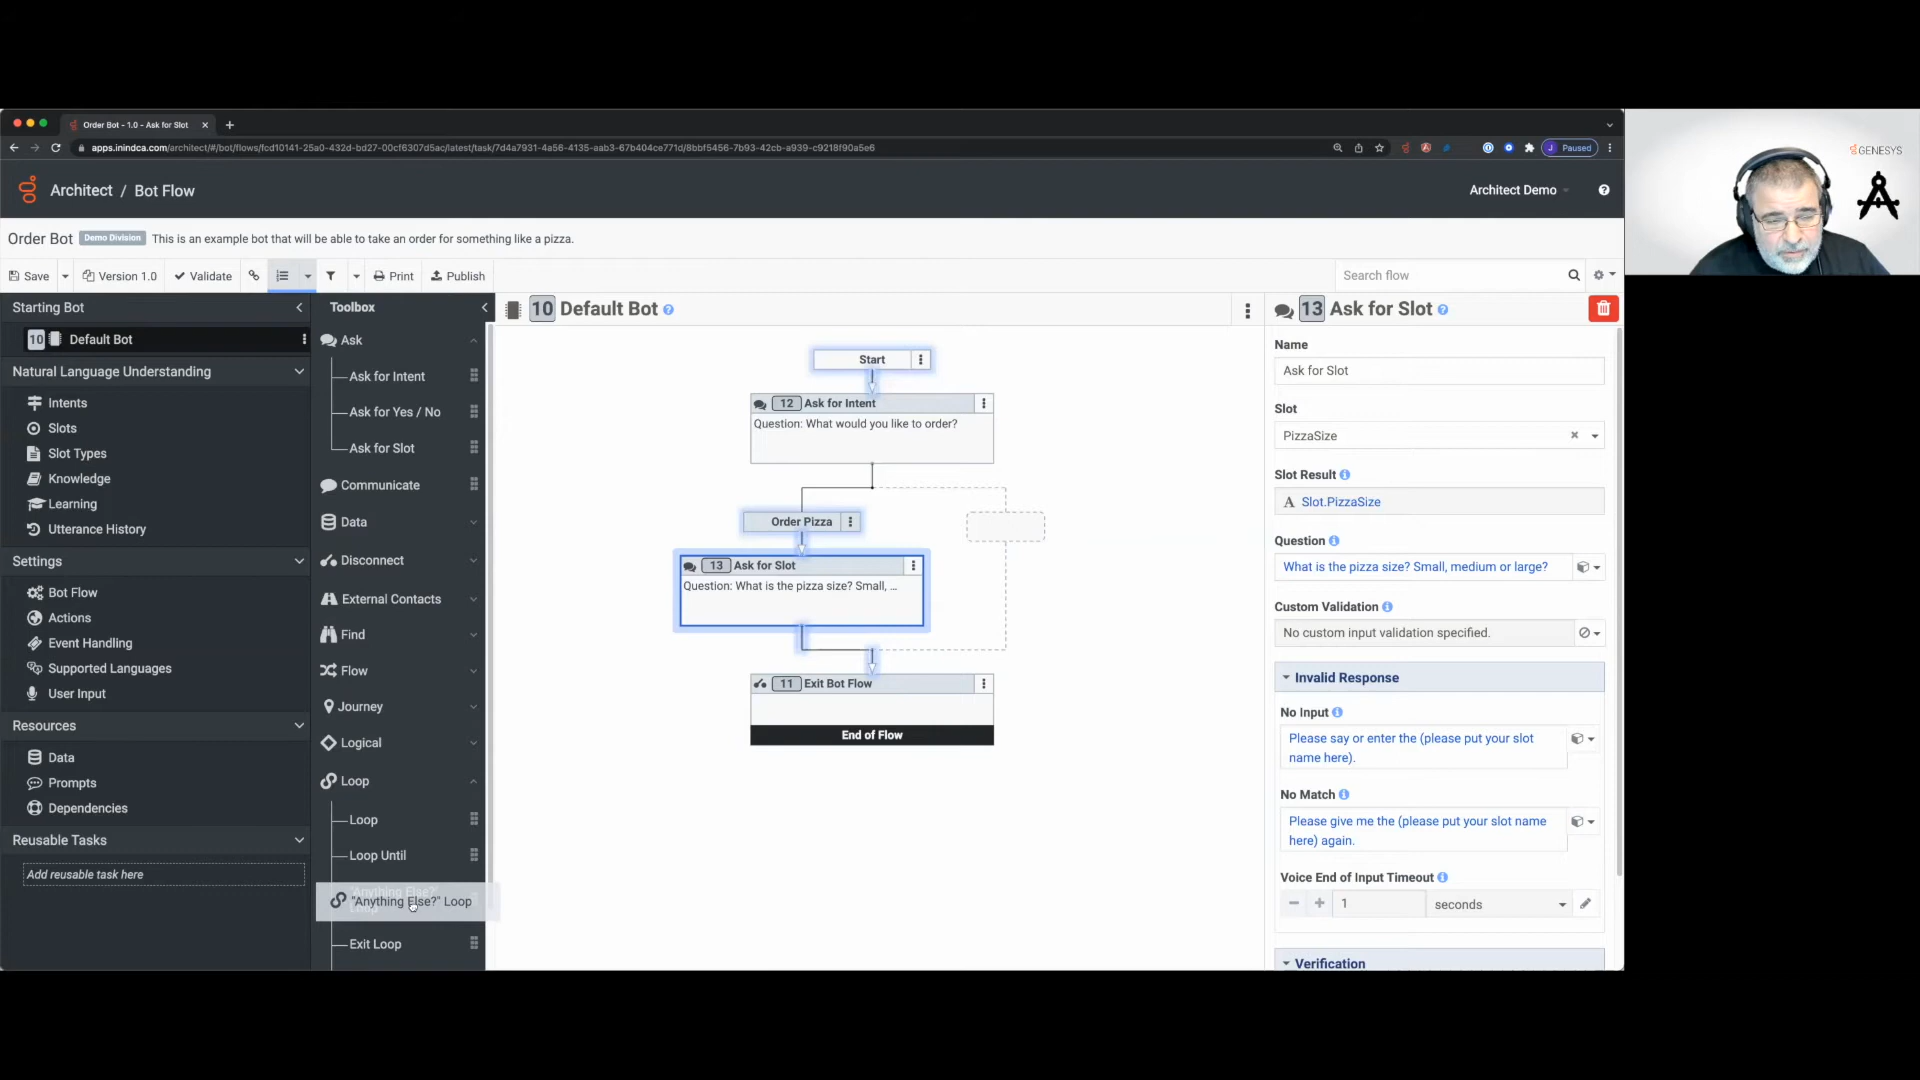 Order Bot - 1.0 - Ask for Slot
apps.inindca.com/architect/#/bot/flows/fcd10141-25a0-432d-bd27-00cf6307d5ac/latest/task/7d4a7931-4a56-4135-aab3-67b404ce771d/8bbf5456-7b93-42cb-a939-c9218f90a5e6
J Paused
GENESYS
Architect / Bot Flow
Architect Demo
Order Bot Demo Division This is an example bot that will be able to take an order for something like a pizza.
Save Version 1.0 Validate Print Publish
Search flow
Starting Bot
10 Default Bot
Natural Language Understanding
Intents
Slots
Slot Types
Knowledge
Learning
Utterance History
Settings
Bot Flow
Actions
Event Handling
Supported Languages
User Input
Resources
Data
Prompts
Dependencies
Reusable Tasks
Add reusable task here
Toolbox
Ask
Ask for Intent
Ask for Yes / No
Ask for Slot
Communicate
Data
Disconnect
External Contacts
Find
Flow
Journey
Logical
Loop
Loop
Loop Until
"Anything Else?"
"Anything Else?" Loop
Exit Loop
10 Default Bot
Start
12 Ask for Intent
Question: What would you like to order?
Order Pizza
13 Ask for Slot
Question: What is the pizza size? Small, ...
11 Exit Bot Flow
End of Flow
13 Ask for Slot
Name
Ask for Slot
Slot
PizzaSize
Slot Result
A Slot.PizzaSize
Question
What is the pizza size? Small, medium or large?
Custom Validation
No custom input validation specified.
Invalid Response
No Input
Please say or enter the (please put your slot
name here).
No Match
Please give me the (please put your slot name
here) again.
Voice End of Input Timeout
1 seconds
Verification